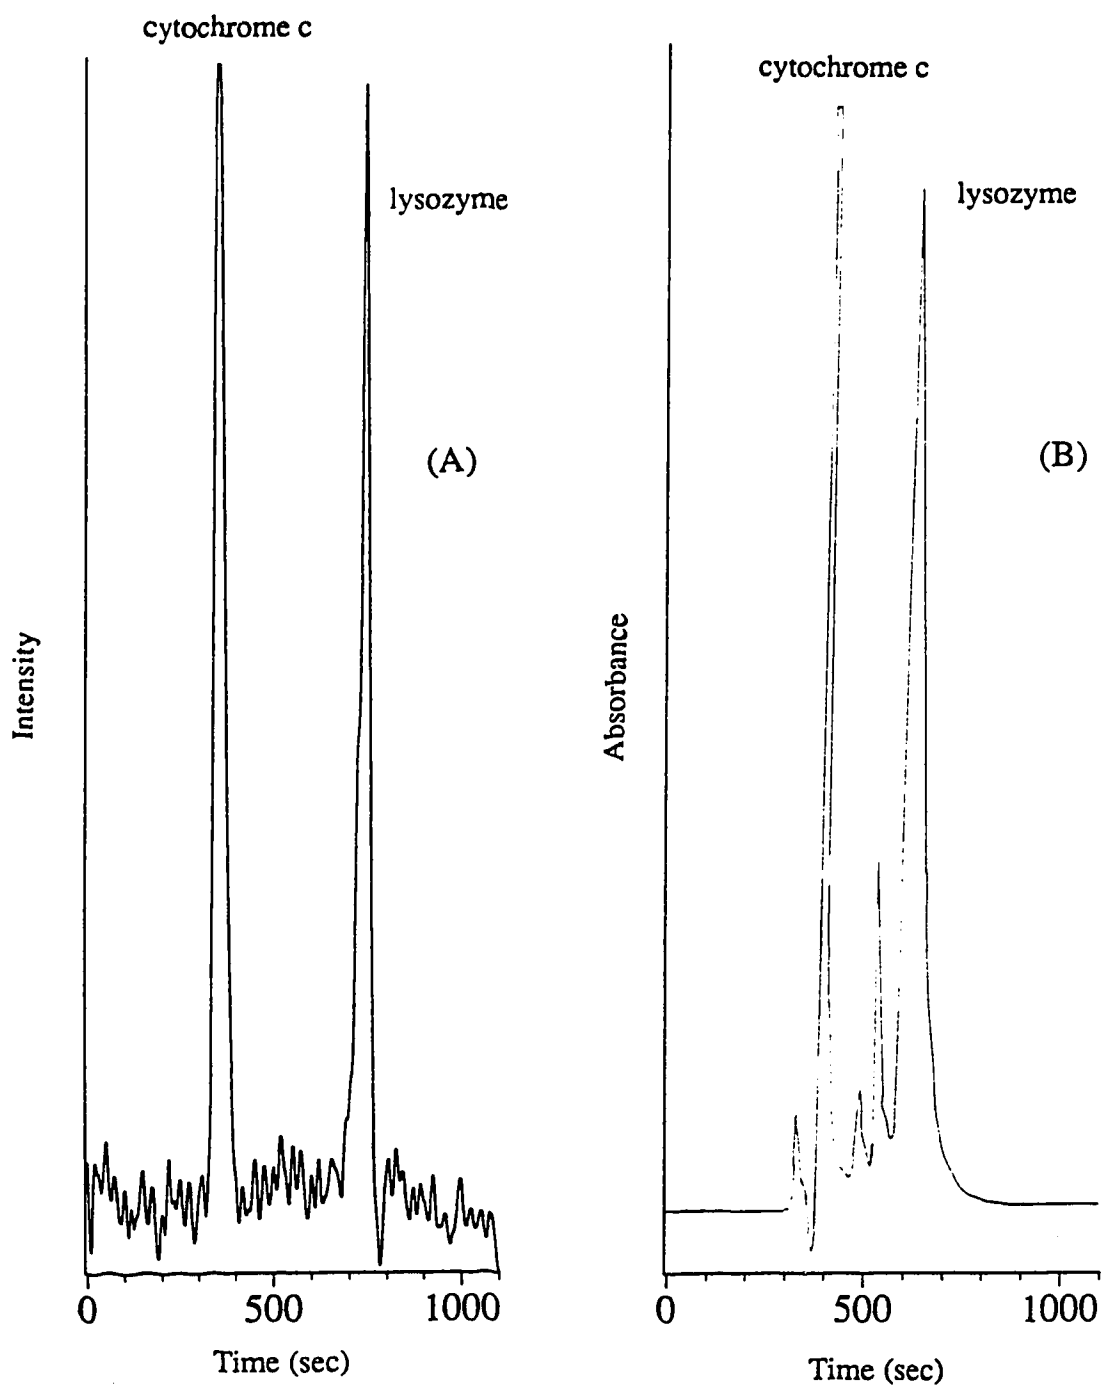 cytochrome c
lysozyme
(A)
Intensity
0 500 1000
Time (sec)
cytochrome c
lysozyme
(B)
Absorbance
0 500 1000
Time (sec)